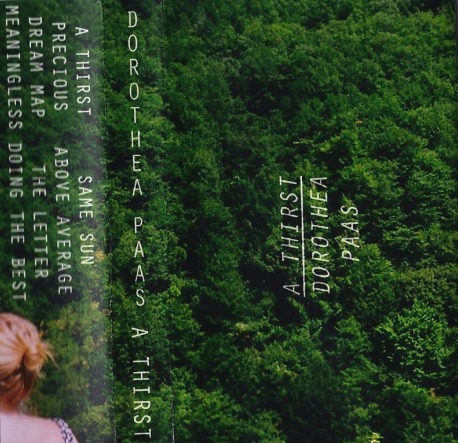 A THIRST SAME SUN
PRECIOUS ABOVE AVERAGE
DREAM MAP THE LETTER
MEANINGLESS DOING THE BEST
DOROTHEA PAAS A THIRST
A THIRST
DOROTHEA
PAAS